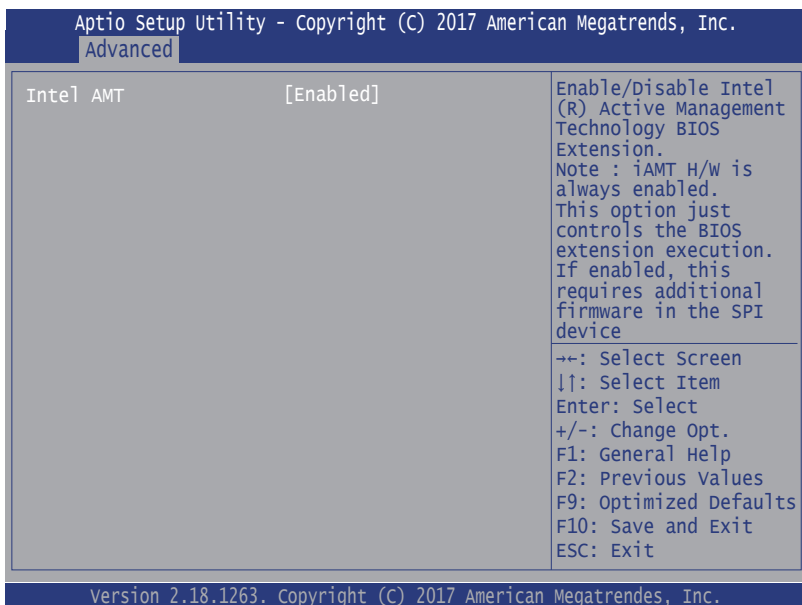 Aptio Setup Utility - Copyright (C) 2017 American Megatrends, Inc.
Advanced
Intel AMT [Enabled]
Enable/Disable Intel
(R) Active Management
Technology BIOS
Extension.
Note : iAMT H/W is
always enabled.
This option just
controls the BIOS
extension execution.
If enabled, this
requires additional
firmware in the SPI
device
→←: Select Screen
↓↑: Select Item
Enter: Select
+/-: Change Opt.
F1: General Help
F2: Previous Values
F9: Optimized Defaults
F10: Save and Exit
ESC: Exit
Version 2.18.1263. Copyright (C) 2017 American Megatrendes, Inc.